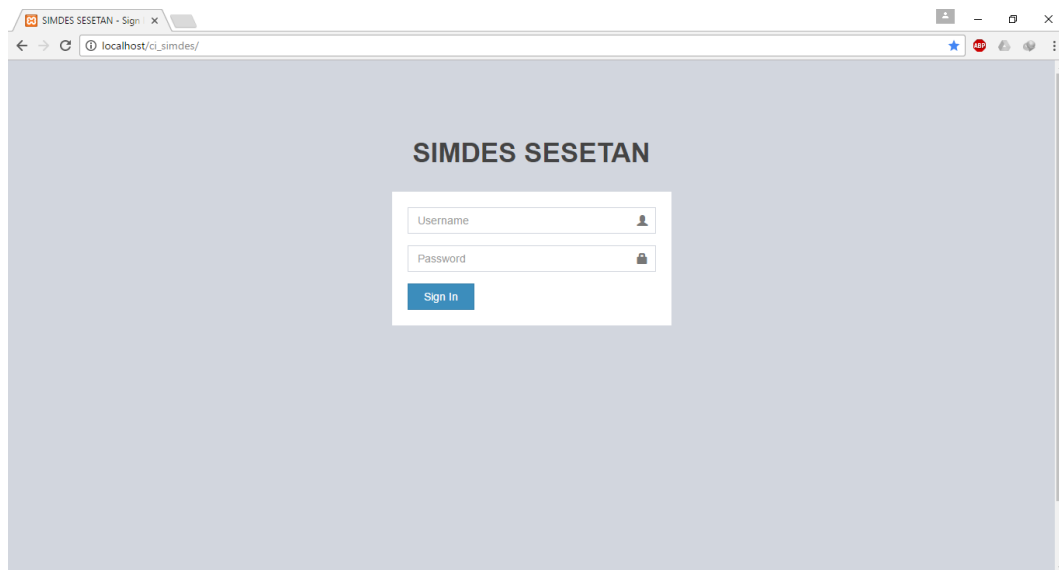 SIMDES SESETAN - Sign
localhost/ci_simdes/
ABP
SIMDES SESETAN
Username
Password
Sign In